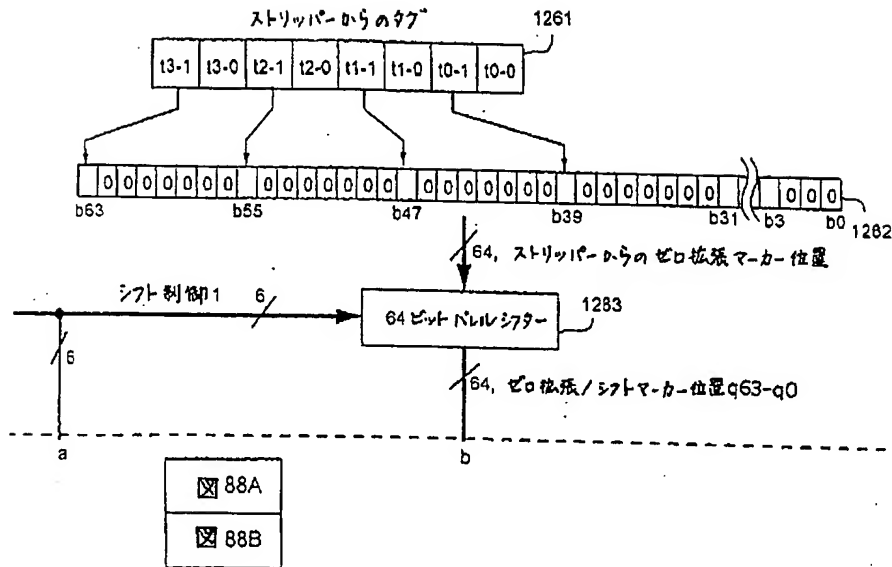 ストリッパーからのタグ
1261
t3-1 t3-0 t2-1 t2-0 t1-1 t1-0 t0-1 t0-0
0 0 0 0 0 0 0 0 0 0 0 0 0 0 0 0 0 0 0 0 0 0 0 0 0 0 0 0 0 0 0
b63 b55 b47 b39 b31 b3 b0
1262
64, ストリッパーからのゼロ拡張マーカー位置
シフト制御1 6
64ビットバレルシフター
1263
6
64, ゼロ拡張/シフトマーカー位置q63-q0
a b
図 88A
図 88B